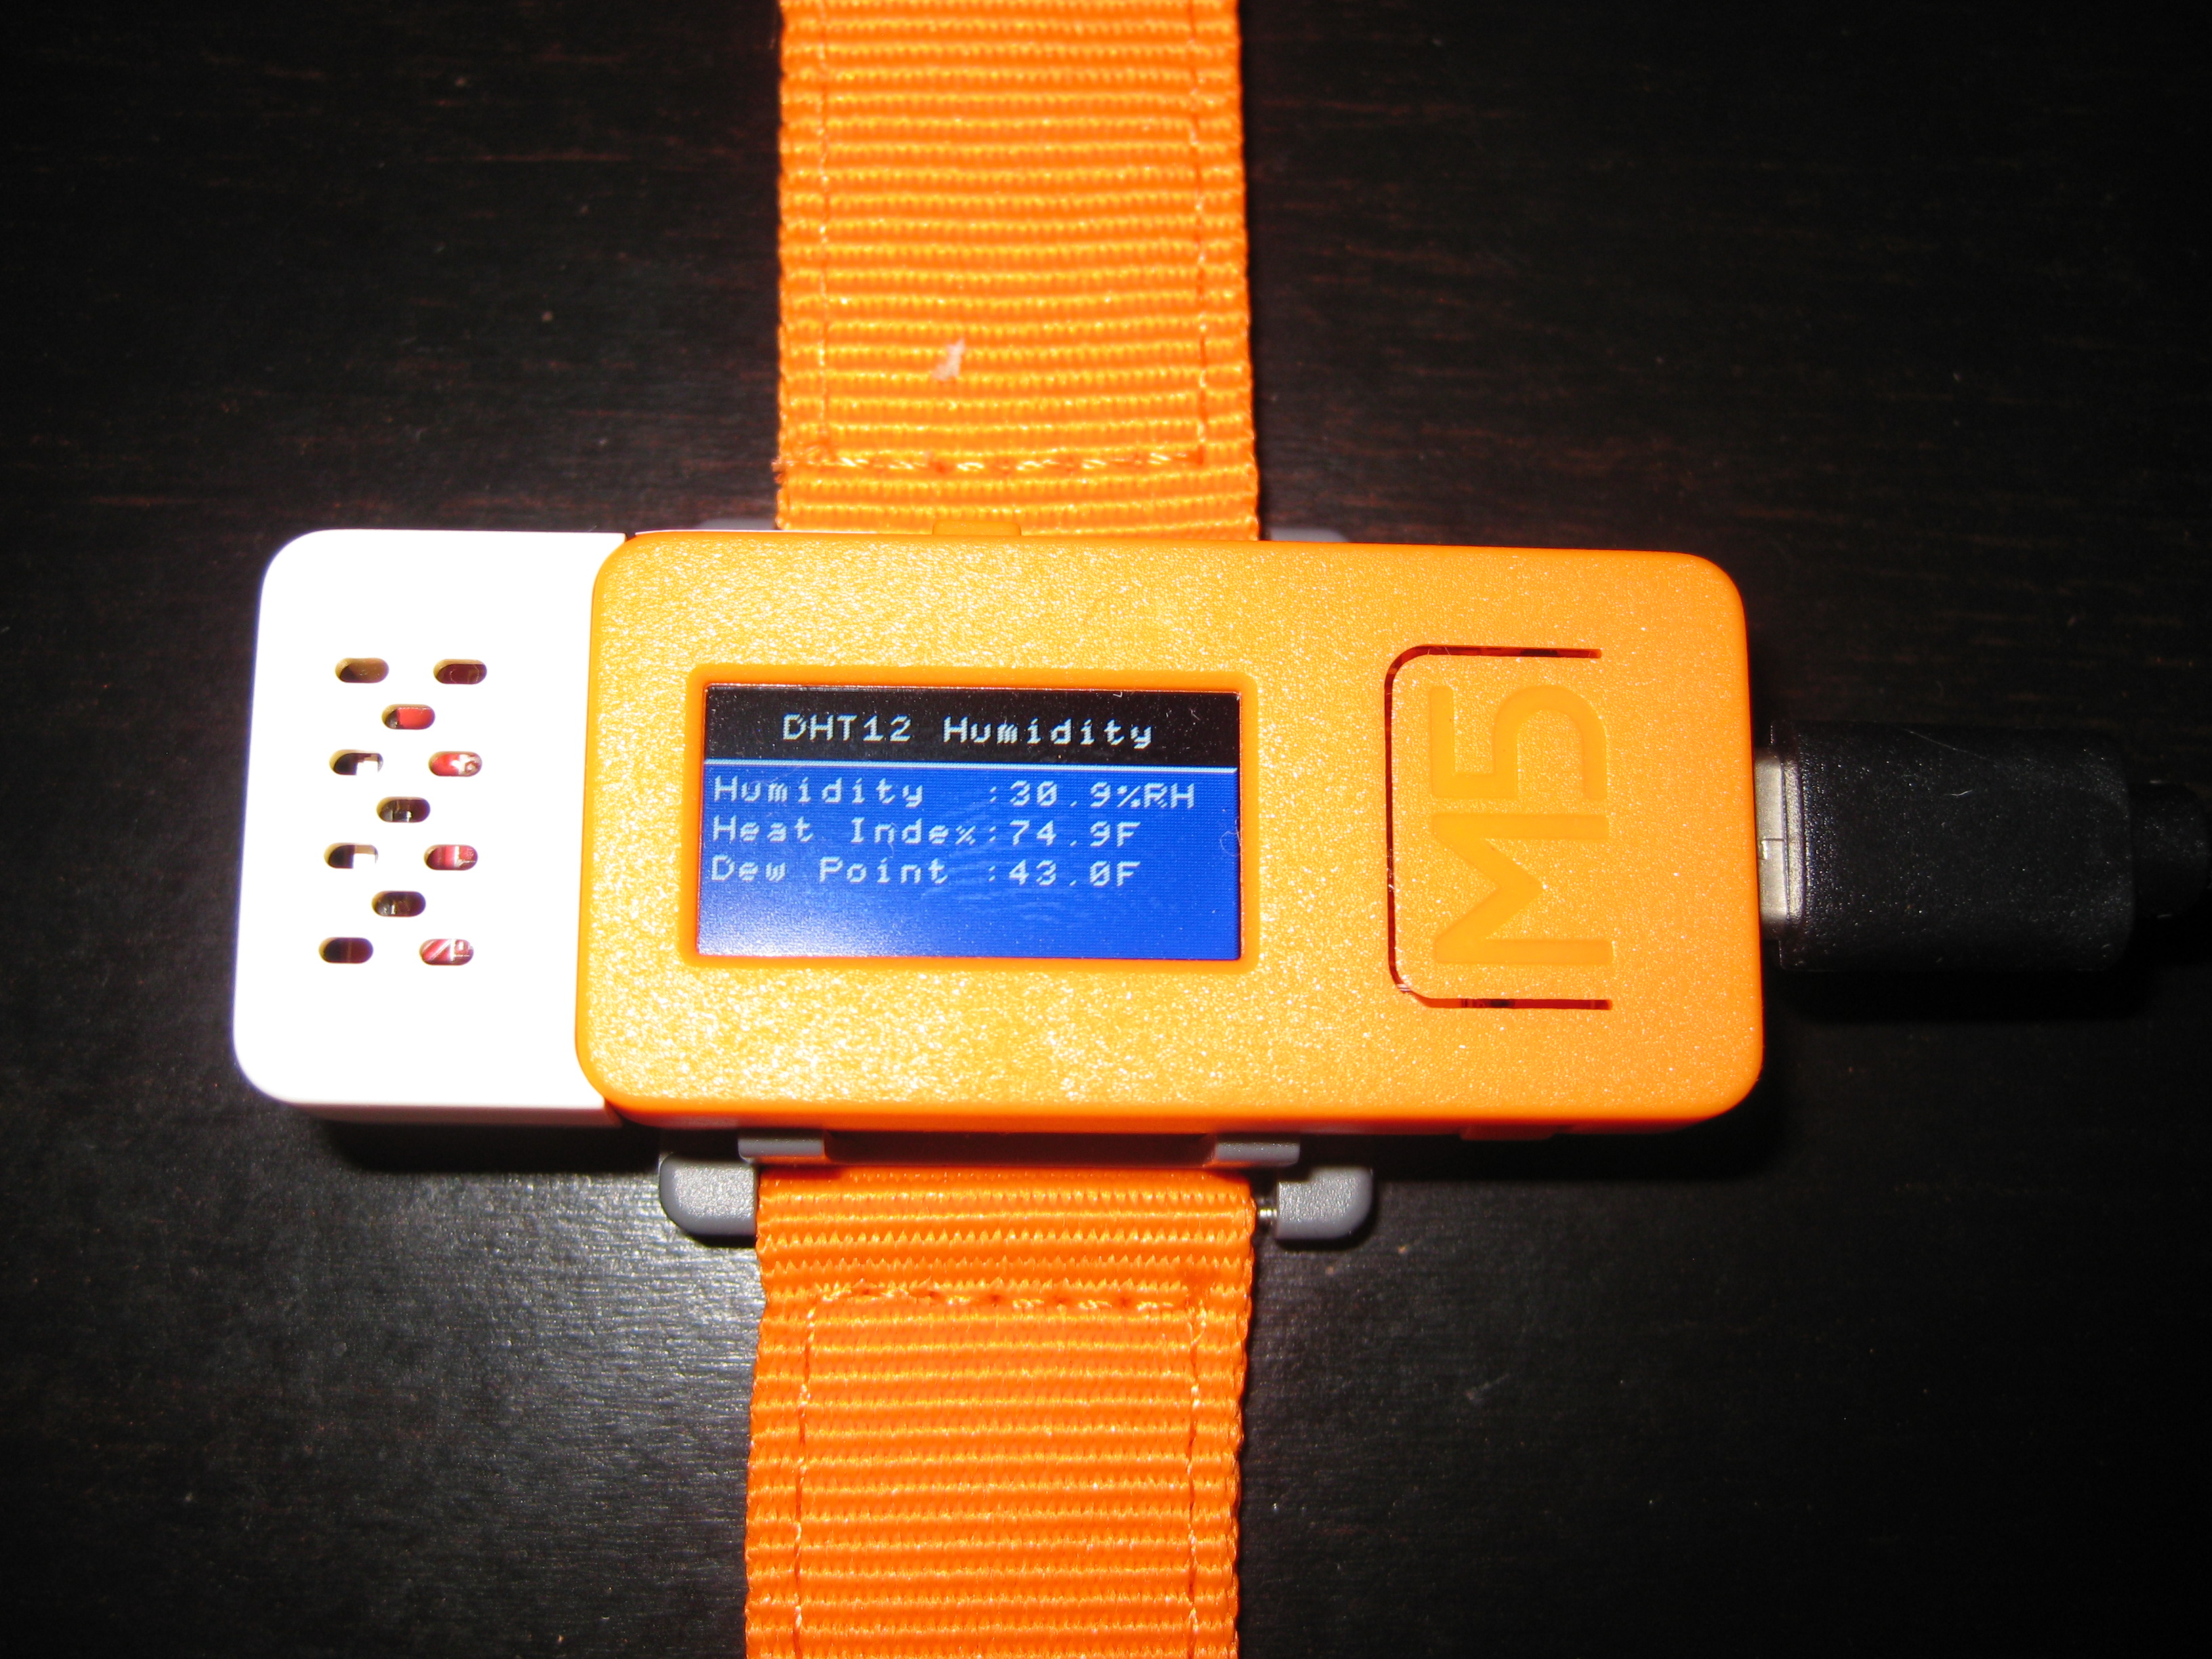 DHT12 Humidity
Humidity :30.9%RH
Heat Index:74.9F
Dew Point :43.0F
M5